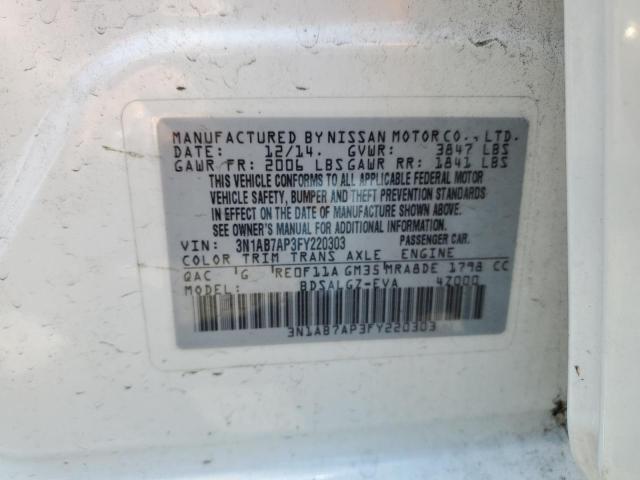 MANUFACTURED BY NISSAN MOTOR CO., LTD.
DATE: 12/14. GVWR: 3847 LBS
GAWR FR: 2006 LBS GAWR RR: 1841 LBS
THIS VEHICLE CONFORMS TO ALL APPLICABLE FEDERAL MOTOR
VEHICLE SAFETY, BUMPER AND THEFT PREVENTION STANDARDS
IN EFFECT ON THE DATE OF MANUFACTURE SHOWN ABOVE.
SEE OWNER'S MANUAL FOR ADDITIONAL INFORMATION
VIN: 3N1AB7AP3FY220303 PASSENGER CAR.
COLOR TRIM TRANS AXLE ENGINE
QAC G RE0F11A GM35 MRA8DE 1798 CC
MODEL: BDSALGZ-EVA 4Z000
3N1AB7AP3FY220303